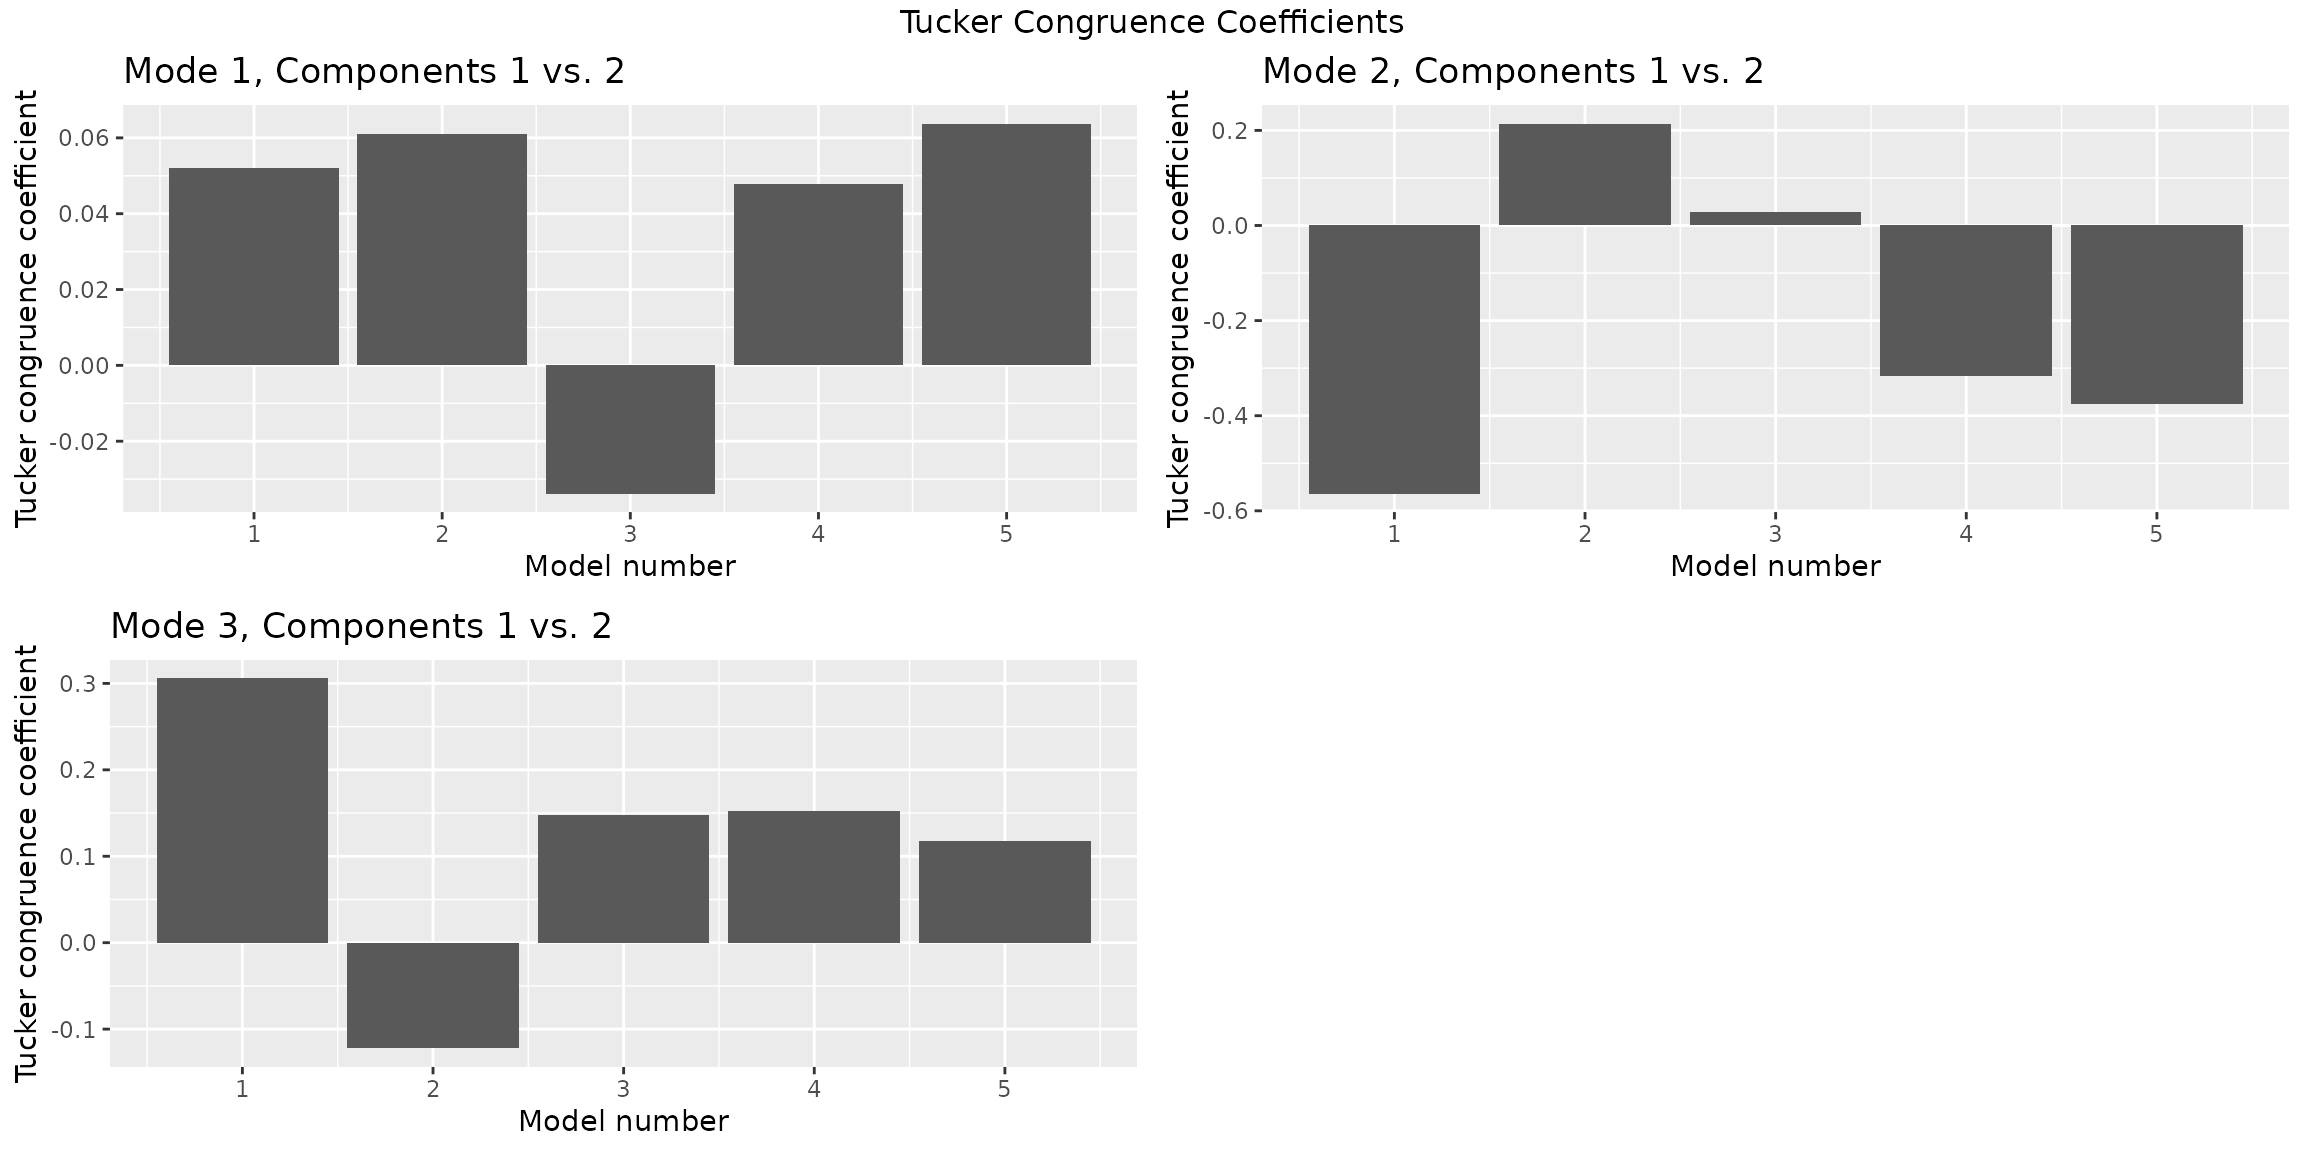 Tucker Congruence Coefficients
Mode 1, Components 1 vs. 2
Tucker congruence coefficient
0.06
0.04
0.02
0.00
-0.02
1 2 3 4 5
Model number
Mode 2, Components 1 vs. 2
Tucker congruence coefficient
0.2
0.0
-0.2
-0.4
-0.6
1 2 3 4 5
Model number
Mode 3, Components 1 vs. 2
Tucker congruence coefficient
0.3
0.2
0.1
0.0
-0.1
1 2 3 4 5
Model number